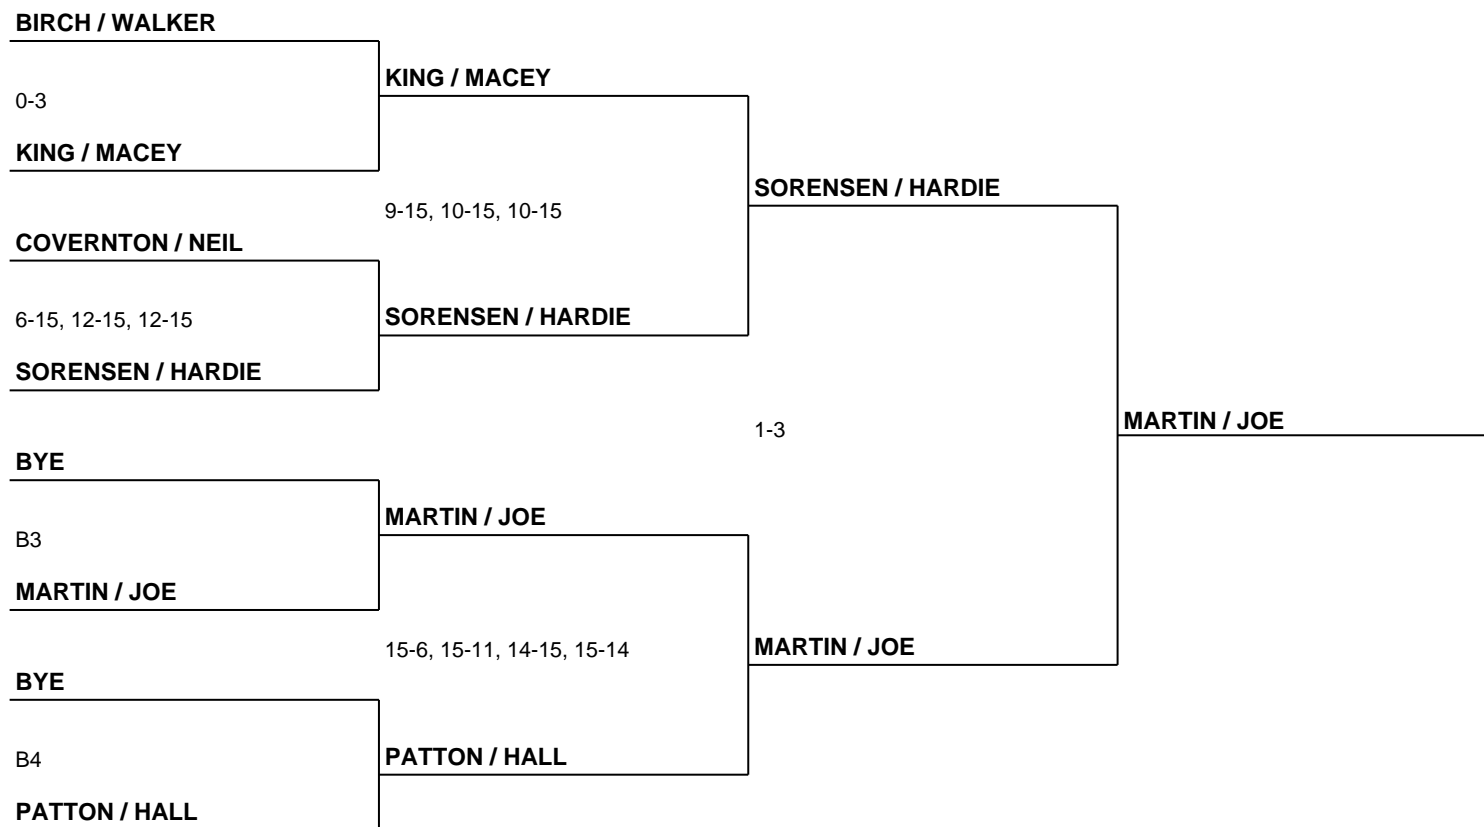 BIRCH / WALKER
0-3
KING / MACEY
COVERNTON / NEIL
6-15, 12-15, 12-15
SORENSEN / HARDIE
BYE
B3
MARTIN / JOE
BYE
B4
PATTON / HALL
KING / MACEY
9-15, 10-15, 10-15
SORENSEN / HARDIE
MARTIN / JOE
15-6, 15-11, 14-15, 15-14
PATTON / HALL
SORENSEN / HARDIE
1-3
MARTIN / JOE
MARTIN / JOE